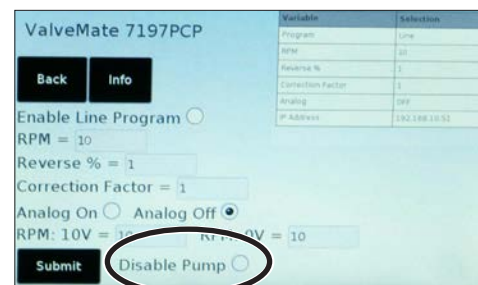 ValveMate 7197PCP
Variable Selection
Program Line
RPM 10
Reverse % 1
Correction Factor 1
Analog OFF
IP Address 192.168.10.51
Back Info
Enable Line Program
RPM = 10
Reverse % = 1
Correction Factor = 1
Analog On Analog Off
RPM: 10V = 10 RPM: 0V = 10
Submit Disable Pump